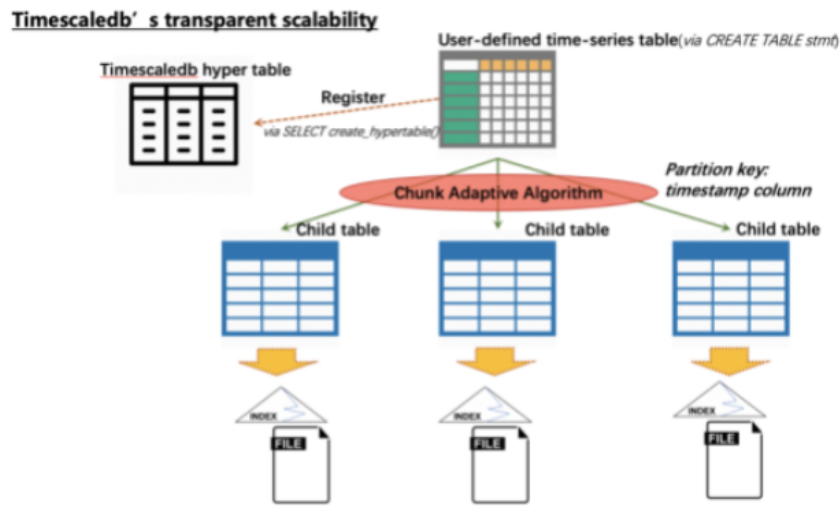 Timescaledb’s transparent scalability
User-defined time-series table(via CREATE TABLE stmt)
Timescaledb hyper table
Register
via SELECT create_hypertable()
Partition key:
timestamp column
Chunk Adaptive Algorithm
Child table
Child table
Child table
INDEX
INDEX
INDEX
FILE
FILE
FILE